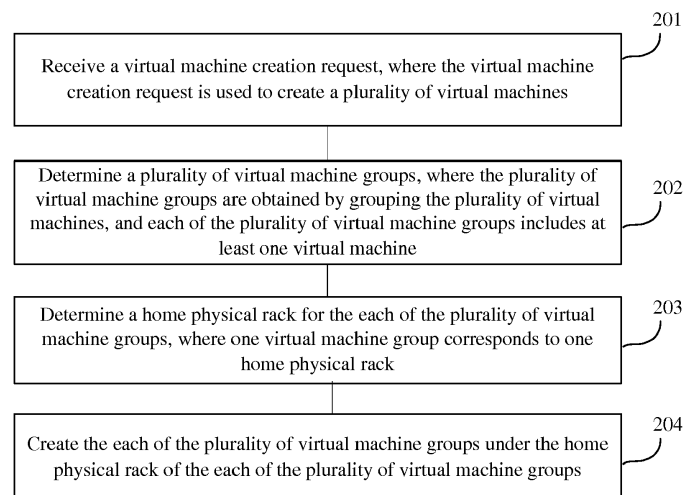 201
Receive a virtual machine creation request, where the virtual machine
creation request is used to create a plurality of virtual machines
Determine a plurality of virtual machine groups, where the plurality of
virtual machine groups are obtained by grouping the plurality of virtual
machines, and each of the plurality of virtual machine groups includes at
least one virtual machine
202
Determine a home physical rack for the each of the plurality of virtual
machine groups, where one virtual machine group corresponds to one
home physical rack
203
Create the each of the plurality of virtual machine groups under the home
physical rack of the each of the plurality of virtual machine groups
204